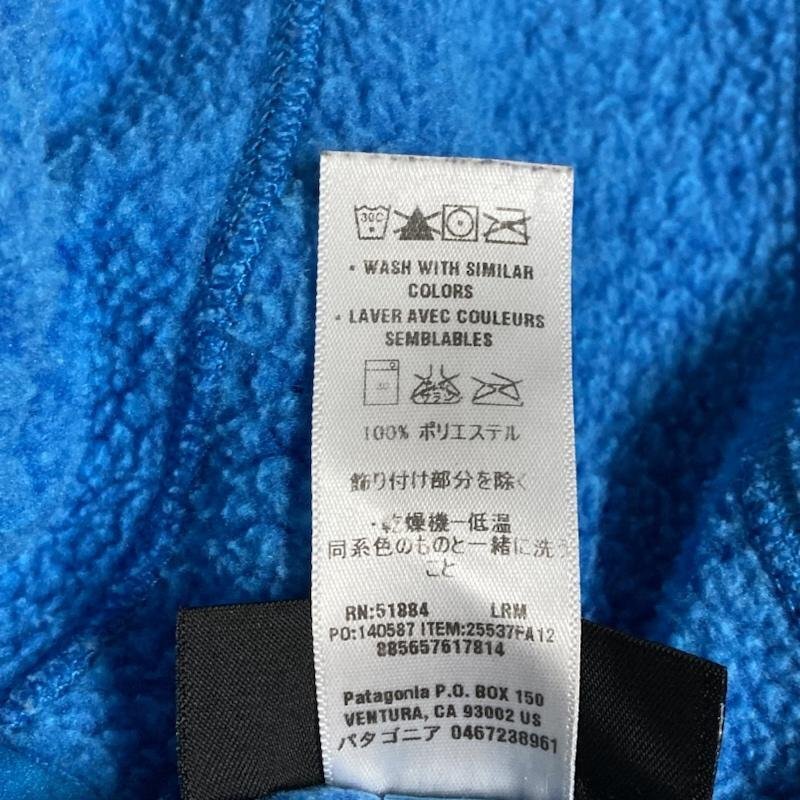 30C
• WASH WITH SIMILAR
COLORS
• LAVER AVEC COULEURS
SEMBLABLES
30
100% ポリエステル
飾り付け部分を除く
・乾燥機ー低温
同系色のものと一緒に洗う
こと
RN:51884 LRM
PO:140587 ITEM:25537FA12
885657617814
Patagonia P.O. BOX 150
VENTURA, CA 93002 US
パタゴニア 0467238961